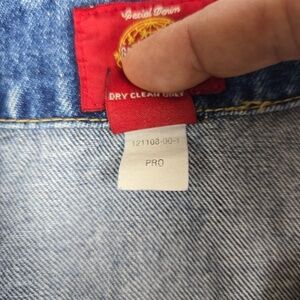 Special Denim
DRY CLEAN ONLY
121108-00-1
PRO